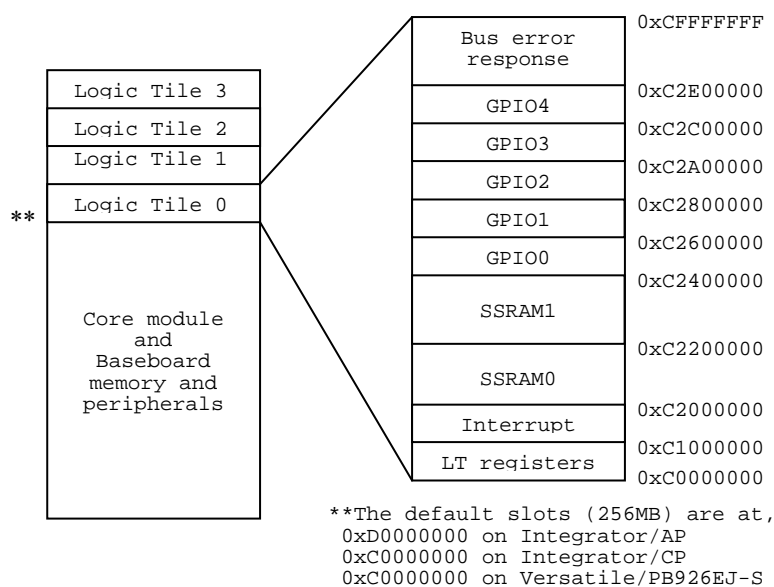 Logic Tile 3
Logic Tile 2
Logic Tile 1
**
Logic Tile 0
Core module
and
Baseboard
memory and
peripherals
0xCFFFFFFF
Bus error
response
0xC2E00000
GPIO4
0xC2C00000
GPIO3
0xC2A00000
GPIO2
0xC2800000
GPIO1
0xC2600000
GPIO0
0xC2400000
SSRAM1
0xC2200000
SSRAM0
0xC2000000
Interrupt
0xC1000000
LT registers
0xC0000000
**The default slots (256MB) are at,
0xD0000000 on Integrator/AP
0xC0000000 on Integrator/CP
0xC0000000 on Versatile/PB926EJ-S